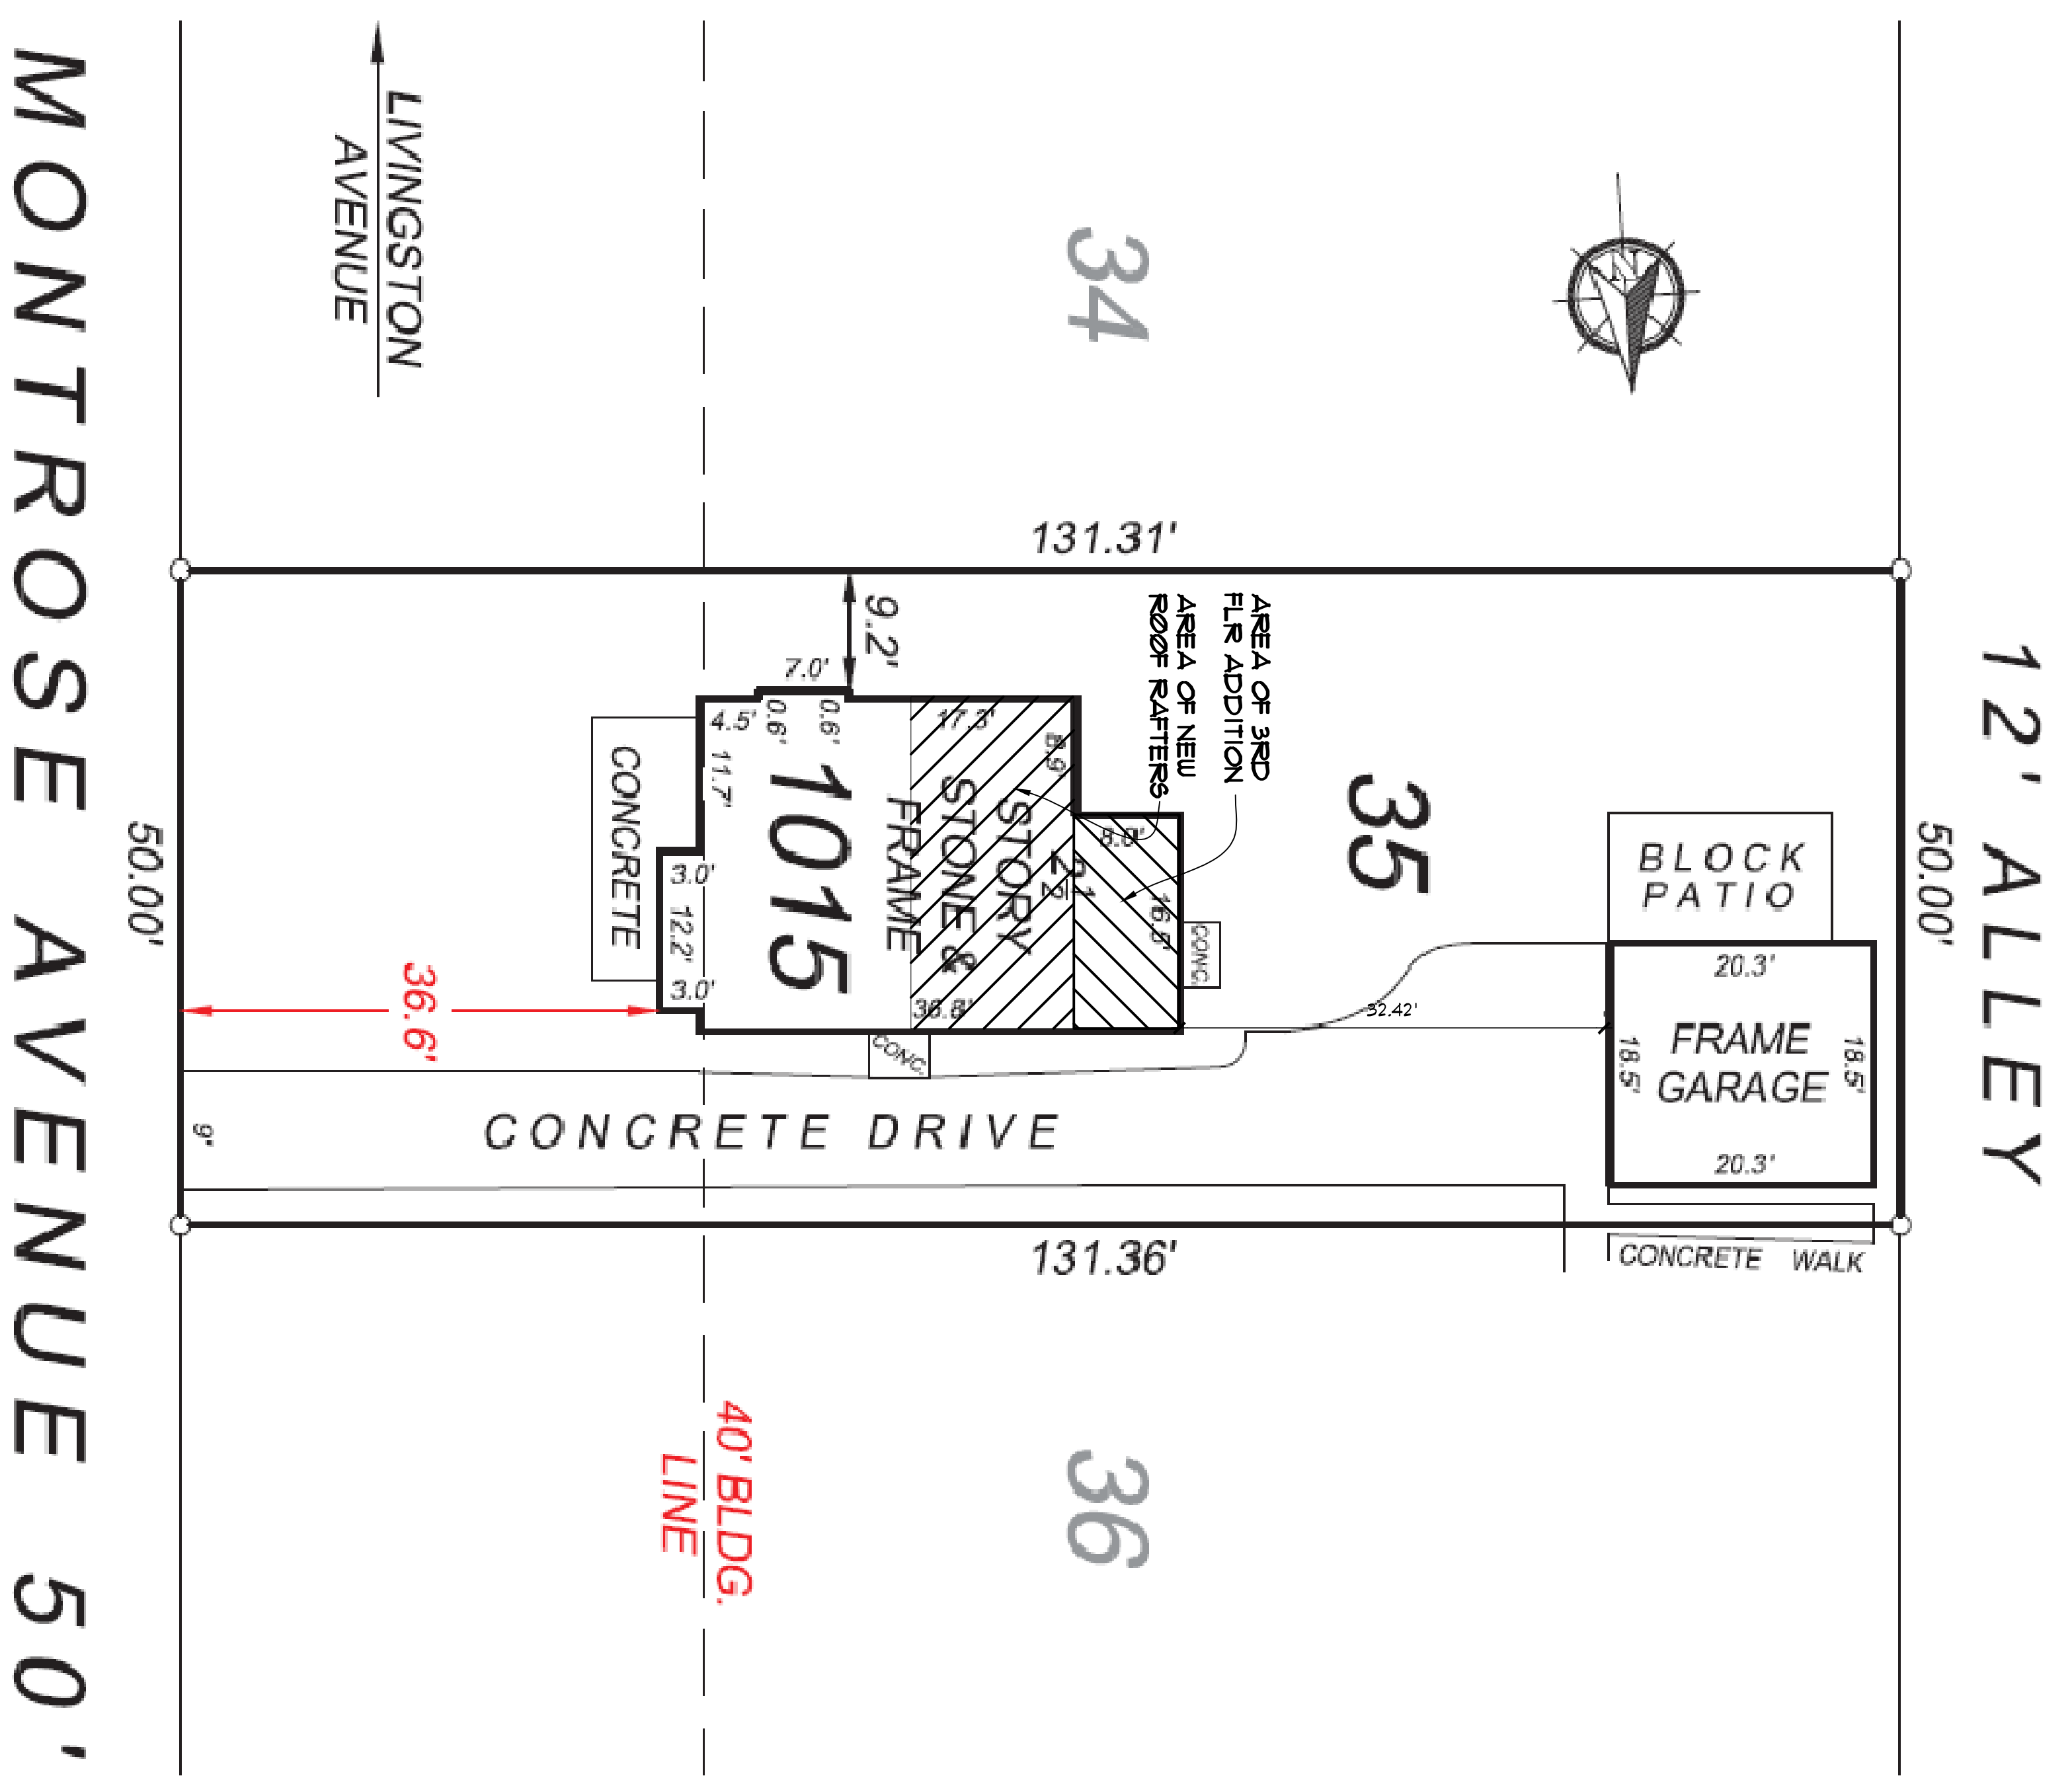 MONTROSE AVENUE 50'
LIVINGSTON
AVENUE
34
N
12' ALLEY
131.31'
50.00'
50.00'
9.2'
7.0'
4.5'
0.6'
0.6'
17.3'
11.7'
8.9'
AREA OF 3RD
FLR ADDITION
AREA OF NEW
ROOF RAFTERS
35
CONCRETE
3.0'
12.2'
3.0'
1015
2 1/2
STORY
STONE &
FRAME
8.0'
36.8'
CONC.
CONC.
BLOCK
PATIO
20.3'
FRAME
GARAGE
18.5'
18.5'
20.3'
32.42'
36.6'
CONCRETE DRIVE
9'
131.36'
CONCRETE WALK
40' BLDG.
LINE
36